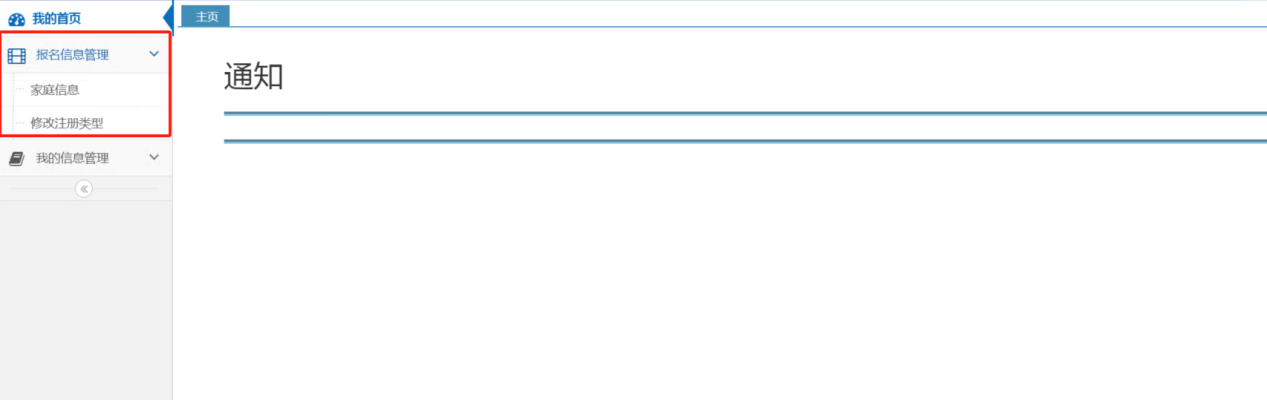 我的首页
主页
报名信息管理
通知
家庭信息
修改注册类型
我的信息管理